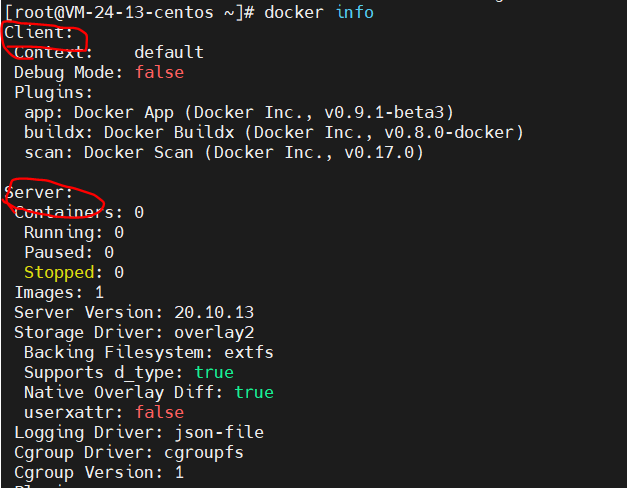 [root@VM-24-13-centos ~]# docker info
Client:
Context:    default
Debug Mode: false
Plugins:
app: Docker App (Docker Inc., v0.9.1-beta3)
buildx: Docker Buildx (Docker Inc., v0.8.0-docker)
scan: Docker Scan (Docker Inc., v0.17.0)
Server:
Containers: 0
Running: 0
Paused: 0
Stopped: 0
Images: 1
Server Version: 20.10.13
Storage Driver: overlay2
Backing Filesystem: extfs
Supports d_type: true
Native Overlay Diff: true
userxattr: false
Logging Driver: json-file
Cgroup Driver: cgroupfs
Cgroup Version: 1